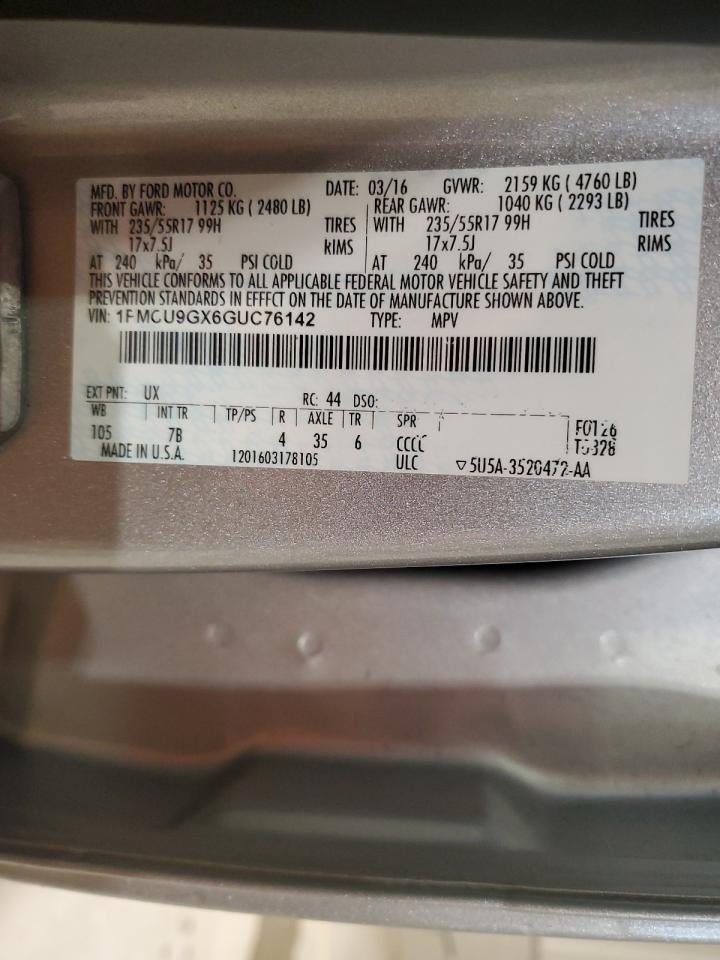 MFD. BY FORD MOTOR CO. DATE: 03/16 GVWR: 2159 KG ( 4760 LB)
FRONT GAWR: 1125 KG ( 2480 LB) REAR GAWR: 1040 KG ( 2293 LB)
WITH 235/55R17 99H TIRES WITH 235/55R17 99H TIRES
17x7.5J RIMS 17x7.5J RIMS
AT 240 kPa/ 35 PSI COLD AT 240 kPa/ 35 PSI COLD
THIS VEHICLE CONFORMS TO ALL APPLICABLE FEDERAL MOTOR VEHICLE SAFETY AND THEFT
PREVENTION STANDARDS IN EFFECT ON THE DATE OF MANUFACTURE SHOWN ABOVE.
VIN: 1FMCU9GX6GUC76142 TYPE: MPV
EXT PNT: UX RC: 44 DSO:
WB INT TR TP/PS R AXLE TR SPR
105 7B 4 35 6 CCCC
MADE IN U.S.A. 1201603178105 ULC 5U5A-3520472-AA